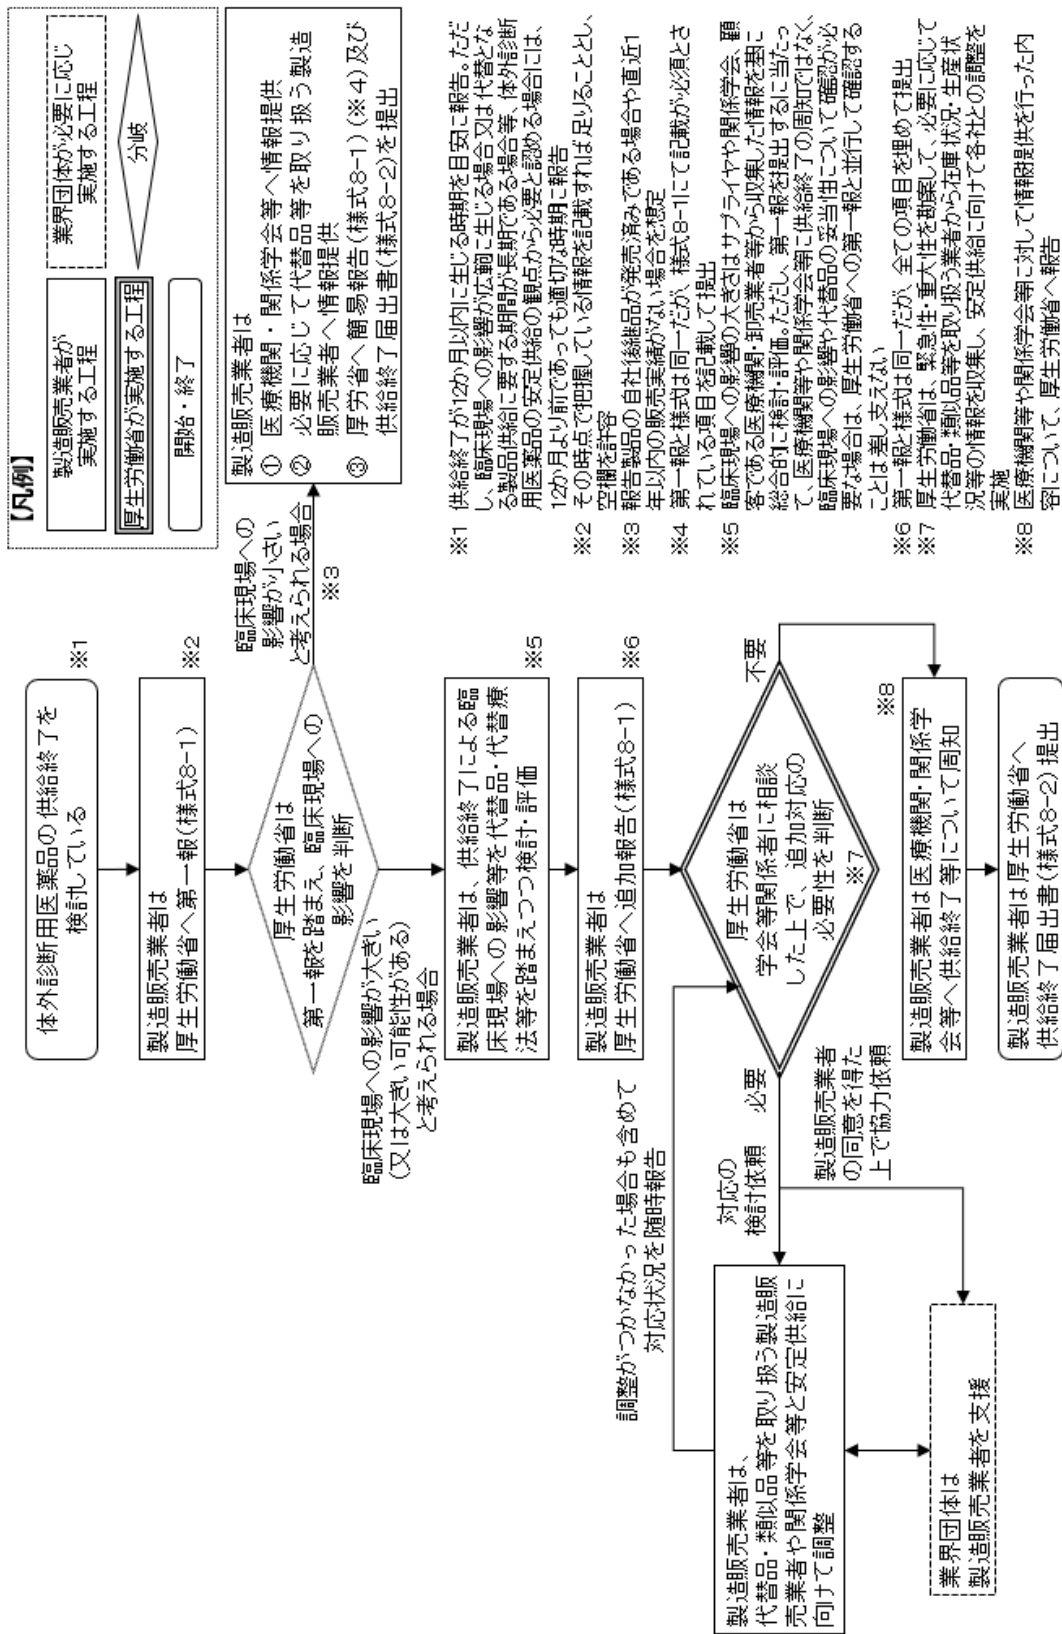 【凡例】
製造販売業者が
実施する工程
業界団体が必要に応じ
実施する工程
厚生労働省が実施する工程
分岐
開始・終了
体外診断用医薬品の供給終了を
検討している
※1
製造販売業者は
厚生労働省へ第一報(様式8-1)
※2
厚生労働省は
第一報を踏まえ、臨床現場への
影響を判断
臨床現場への
影響が小さい
と考えられる場合
※3
製造販売業者は
① 医療機関・関係学会等へ情報提供
② 必要に応じて代替品等を取り扱う製造
販売業者へ情報提供
③ 厚労省へ簡易報告(様式8-1)(※4)及び
供給終了届出書(様式8-2)を提出
臨床現場への影響が大きい
(又は大きい可能性がある)
と考えられる場合
製造販売業者は、供給終了による臨
床現場への影響等を代替品・代替療
法等を踏まえつつ検討・評価
※5
製造販売業者は
厚生労働省へ追加報告(様式8-1)
※6
厚生労働省は
学会等関係者に相談
した上で、追加対応の
必要性を判断
※7
不要
必要
対応の
検討依頼
製造販売業者
の同意を得た
上で協力依頼
調整がつかなかった場合も含めて
対応状況を随時報告
製造販売業者は、
代替品・類似品等を取り扱う製造販
売業者や関係学会等と安定供給に
向けて調整
業界団体は
製造販売業者を支援
※8
製造販売業者は医療機関・関係学
会等へ供給終了等について周知
製造販売業者は厚生労働省へ
供給終了届出書(様式8-2)提出
※1 供給終了が12か月以内に生じる時期を目安に報告。ただ
し、臨床現場への影響が広範に生じる場合又は代替とな
る製品供給に要する期間が長期である場合等、体外診断
用医薬品の安定供給の観点から必要と認める場合には、
12か月より前であっても適切な時期に報告
※2 その時点で把握している情報を記載すれば足りることとし、
空欄を許容
※3 報告製品の自社後継品が発売済みである場合や直近1
年以内の販売実績がない場合を想定
※4 第一報と様式は同一だが、様式8-1にて記載が必須とさ
れている項目を記載して提出
※5 臨床現場への影響の大きさはサプライヤや関係学会、顧
客である医療機関・卸売業者等から収集した情報を基に
総合的に検討・評価。ただし、第一報を提出するに当たっ
て、医療機関等や関係学会等に供給終了の周知ではなく、
臨床現場への影響や代替品の妥当性について確認が必
要な場合は、厚生労働省への第一報と並行して確認する
ことは差し支えない
※6 第一報と様式は同一だが、全ての項目を埋めて提出
※7 厚生労働省は、緊急性・重大性を勘案して、必要に応じて
代替品・類似品等を取り扱う業者から在庫状況・生産状
況等の情報を収集し、安定供給に向けて各社との調整を
実施
※8 医療機関等や関係学会等に対して情報提供を行った内
容について、厚生労働省へ報告